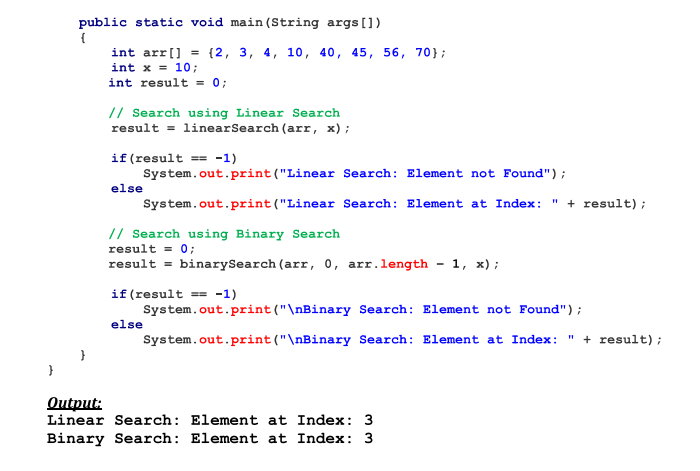 public static void main(String args[])
{
int arr[] = {2, 3, 4, 10, 40, 45, 56, 70};
int x = 10;
int result = 0;
// Search using Linear Search
result = linearSearch(arr, x);
if(result == -1)
System.out.print("Linear Search: Element not Found");
else
System.out.print("Linear Search: Element at Index: " + result);
// Search using Binary Search
result = 0;
result = binarySearch(arr, 0, arr.length - 1, x);
if(result == -1)
System.out.print("\nBinary Search: Element not Found");
else
System.out.print("\nBinary Search: Element at Index: " + result);
}
}
Output:
Linear Search: Element at Index: 3
Binary Search: Element at Index: 3